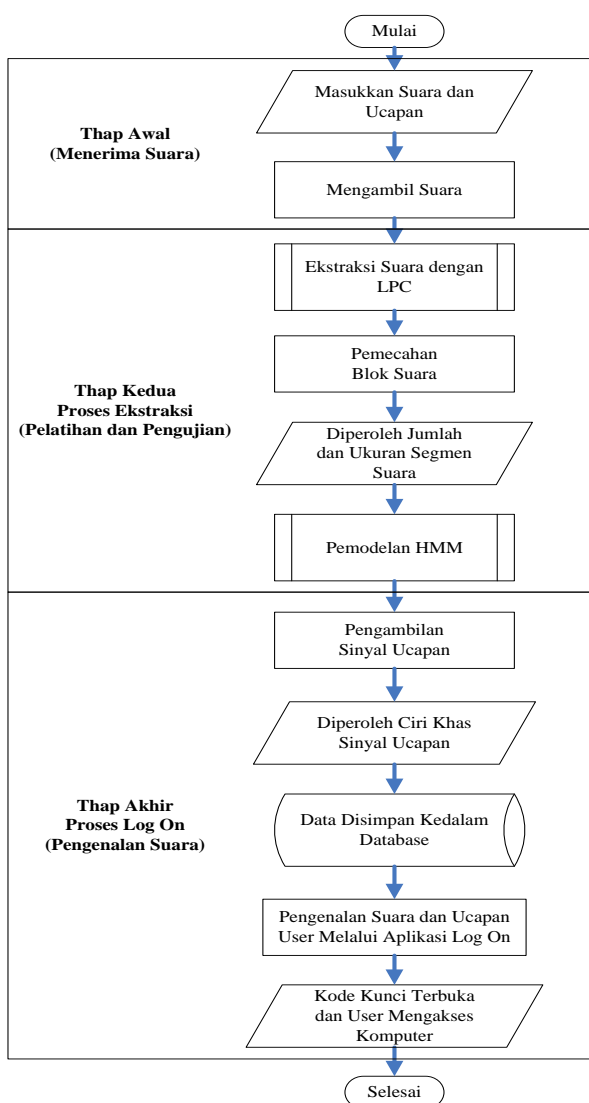 Mulai
Thap Awal
(Menerima Suara)
Masukkan Suara dan
Ucapan
Mengambil Suara
Thap Kedua
Proses Ekstraksi
(Pelatihan dan Pengujian)
Ekstraksi Suara dengan
LPC
Pemecahan
Blok Suara
Diperoleh Jumlah
dan Ukuran Segmen
Suara
Pemodelan HMM
Thap Akhir
Proses Log On
(Pengenalan Suara)
Pengambilan
Sinyal Ucapan
Diperoleh Ciri Khas
Sinyal Ucapan
Data Disimpan Kedalam
Database
Pengenalan Suara dan Ucapan
User Melalui Aplikasi Log On
Kode Kunci Terbuka
dan User Mengakses
Komputer
Selesai